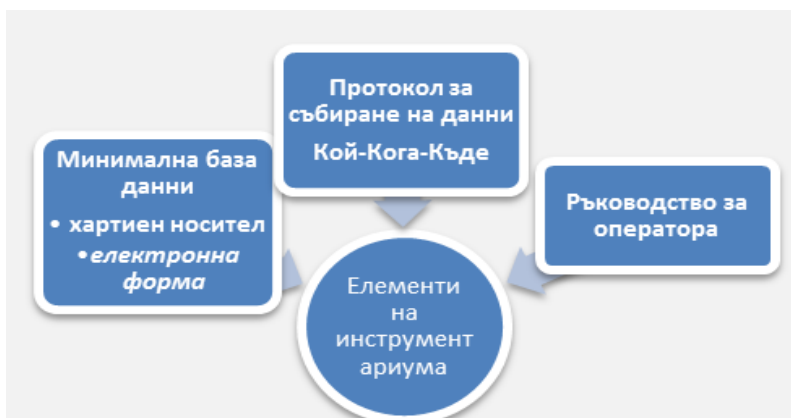 Протокол за
събиране на данни
Кой-Кога-Къде
Минимална база
данни
• хартиен носител
•електронна
форма
Ръководство за
оператора
Елементи
на
инструмент
ариума